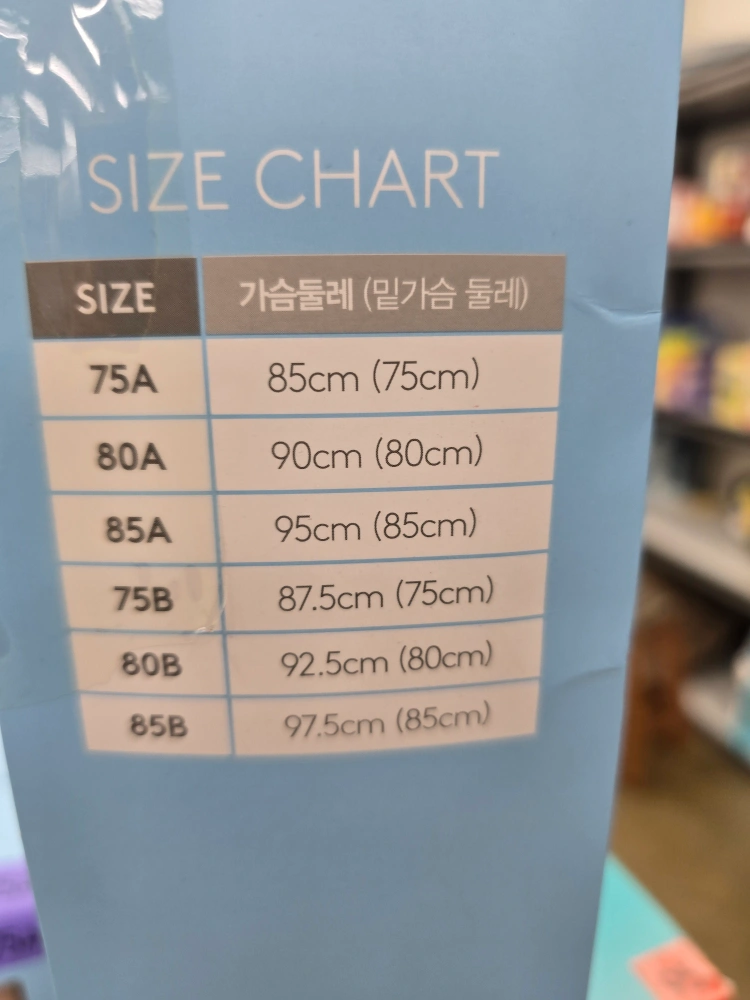 SIZE CHART
SIZE 가슴둘레 (밑가슴 둘레)
75A 85cm (75cm)
80A 90cm (80cm)
85A 95cm (85cm)
75B 87.5cm (75cm)
80B 92.5cm (80cm)
85B 97.5cm (85cm)